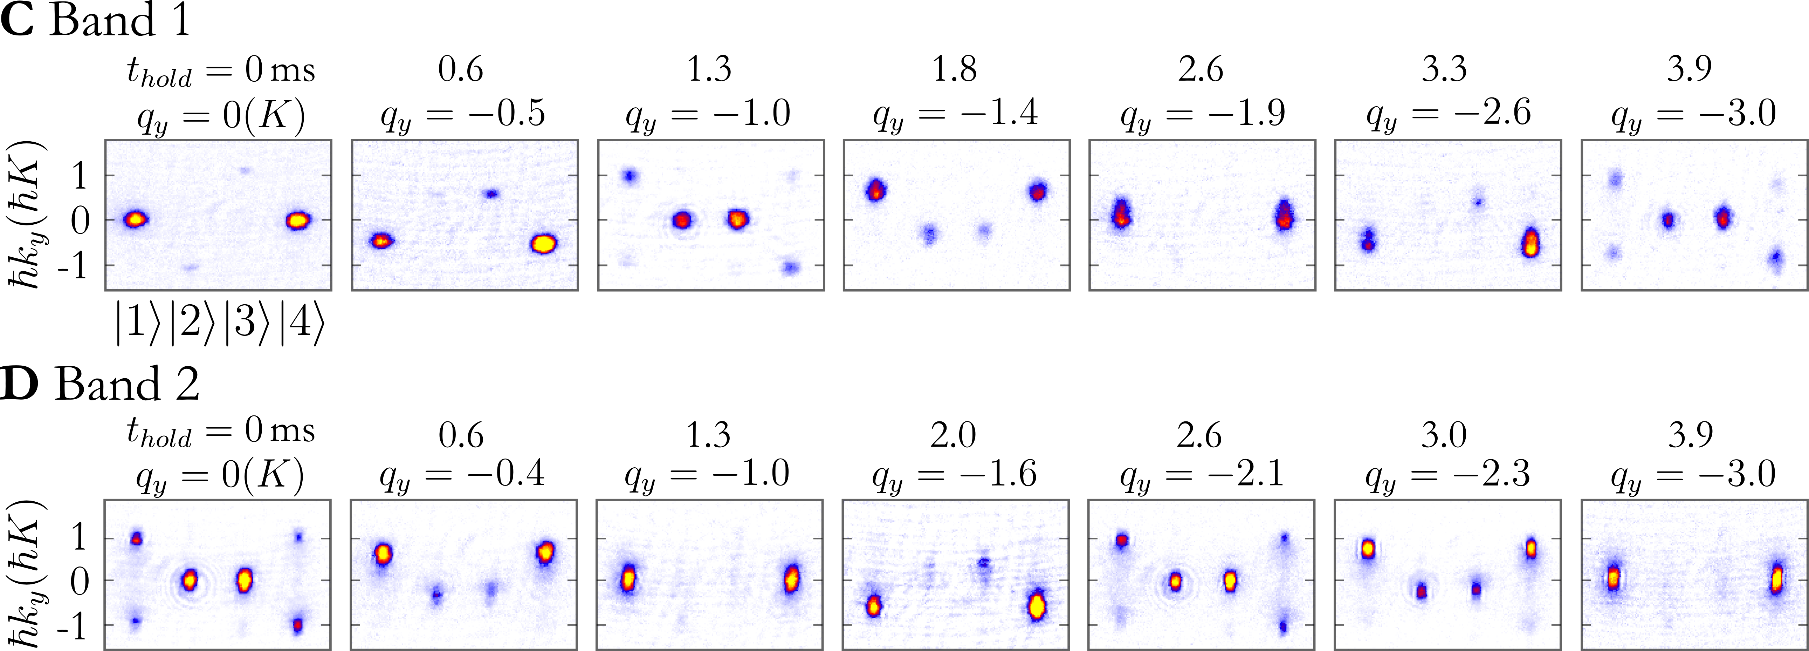 C Band 1
t_hold = 0 ms 0.6 1.3 1.8 2.6 3.3 3.9
q_y = 0(K) q_y = −0.5 q_y = −1.0 q_y = −1.4 q_y = −1.9 q_y = −2.6 q_y = −3.0
ħk_y(ħK)
1
0
-1
|1⟩|2⟩|3⟩|4⟩
D Band 2
t_hold = 0 ms 0.6 1.3 2.0 2.6 3.0 3.9
q_y = 0(K) q_y = −0.4 q_y = −1.0 q_y = −1.6 q_y = −2.1 q_y = −2.3 q_y = −3.0
ħk_y(ħK)
1
0
-1